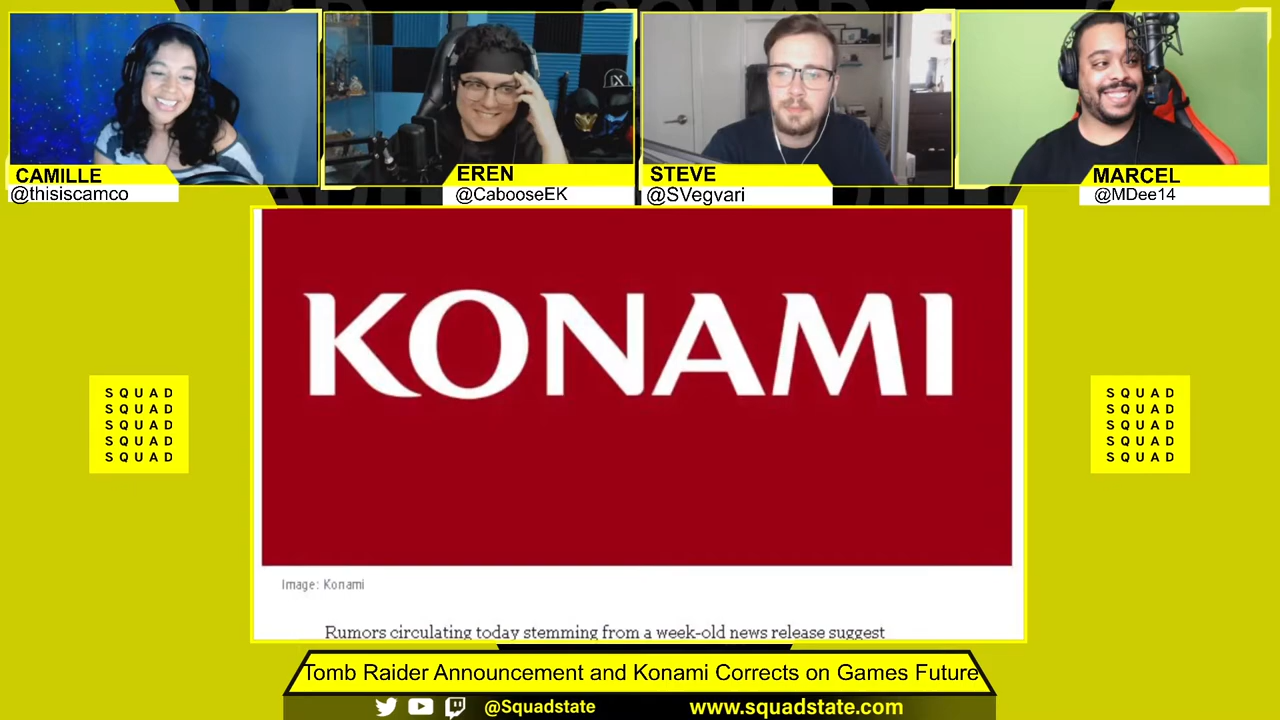 CAMILLE
@thisiscamco
EREN
@CabooseEK
STEVE
@SVegvari
MARCEL
@MDee14
KONAMI
SQUAD
SQUAD
SQUAD
SQUAD
SQUAD
SQUAD
SQUAD
SQUAD
SQUAD
SQUAD
Image: Konami
Rumors circulating today stemming from a week-old news release suggest
Tomb Raider Announcement and Konami Corrects on Games Future
@Squadstate
www.squadstate.com